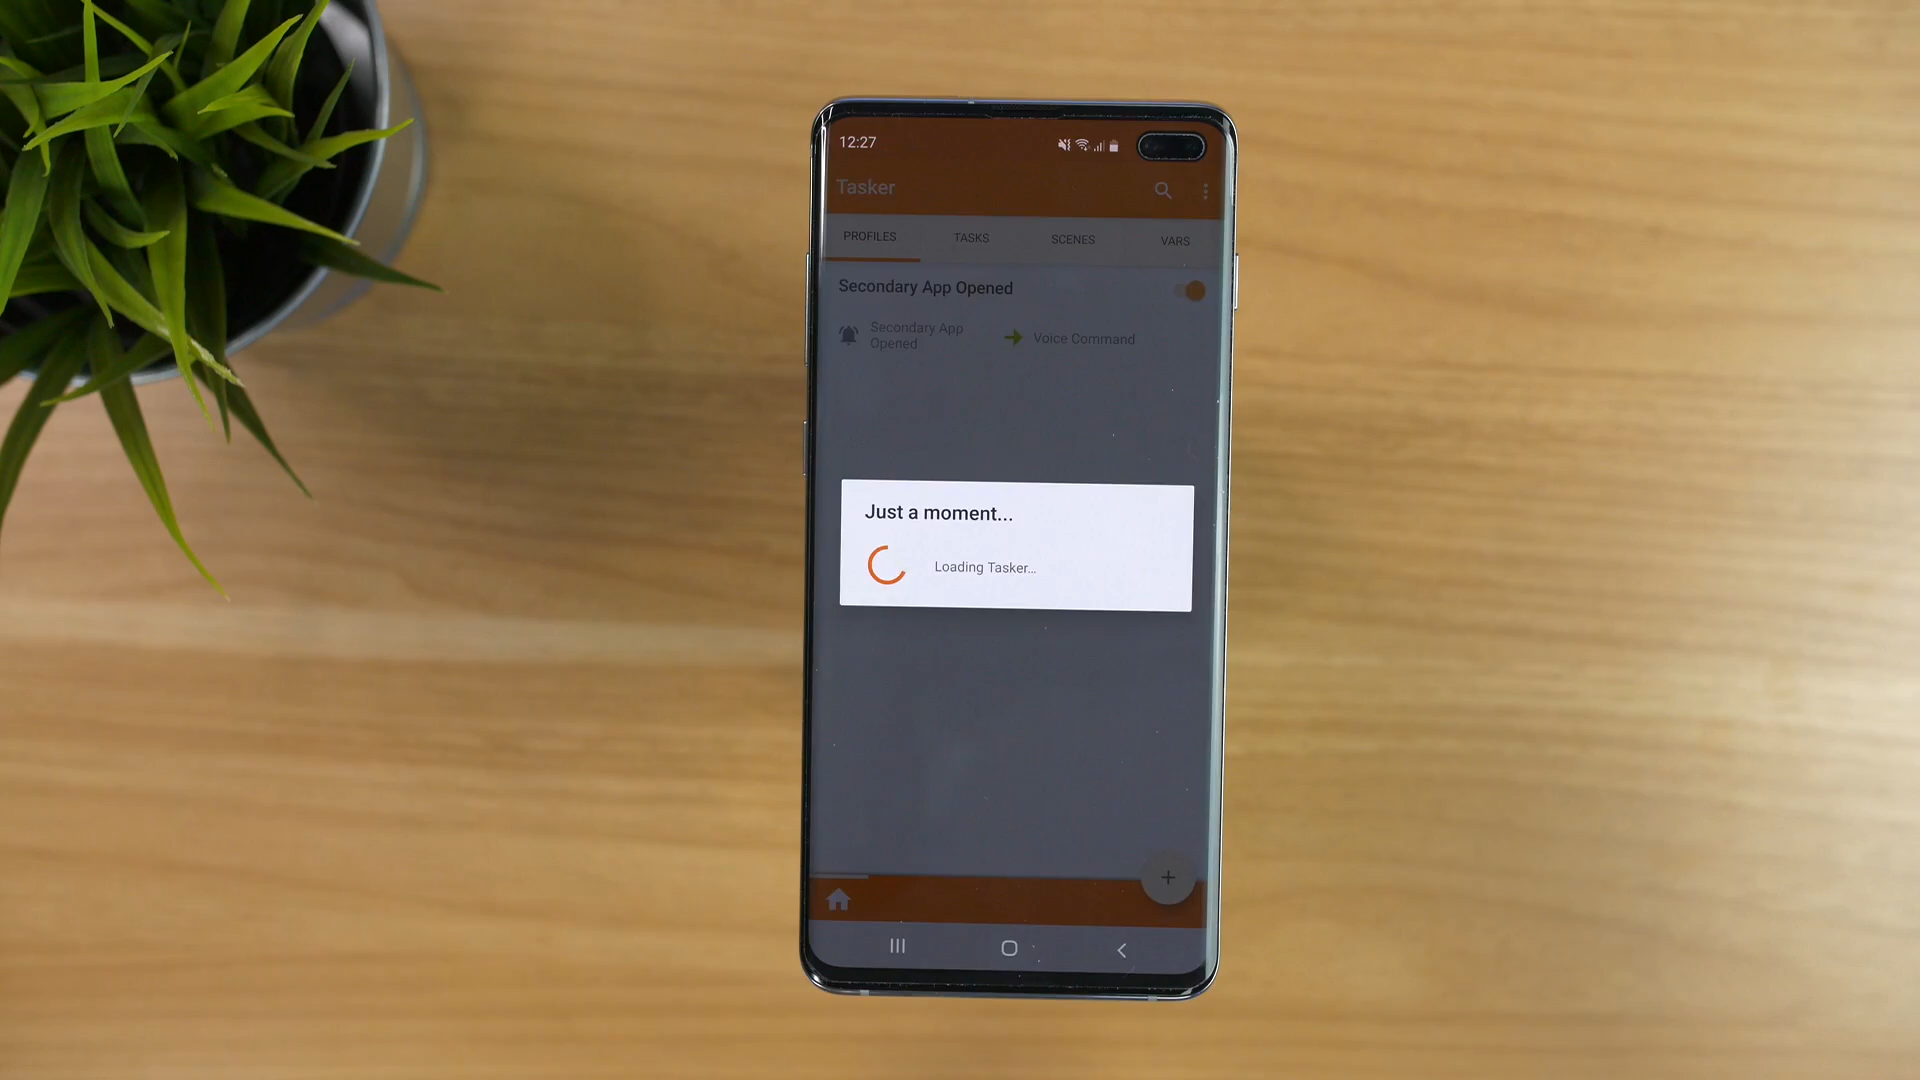 12:27
Tasker
PROFILES TASKS SCENES VARS
Secondary App Opened
Secondary App
Opened
Voice Command
Just a moment...
Loading Tasker...